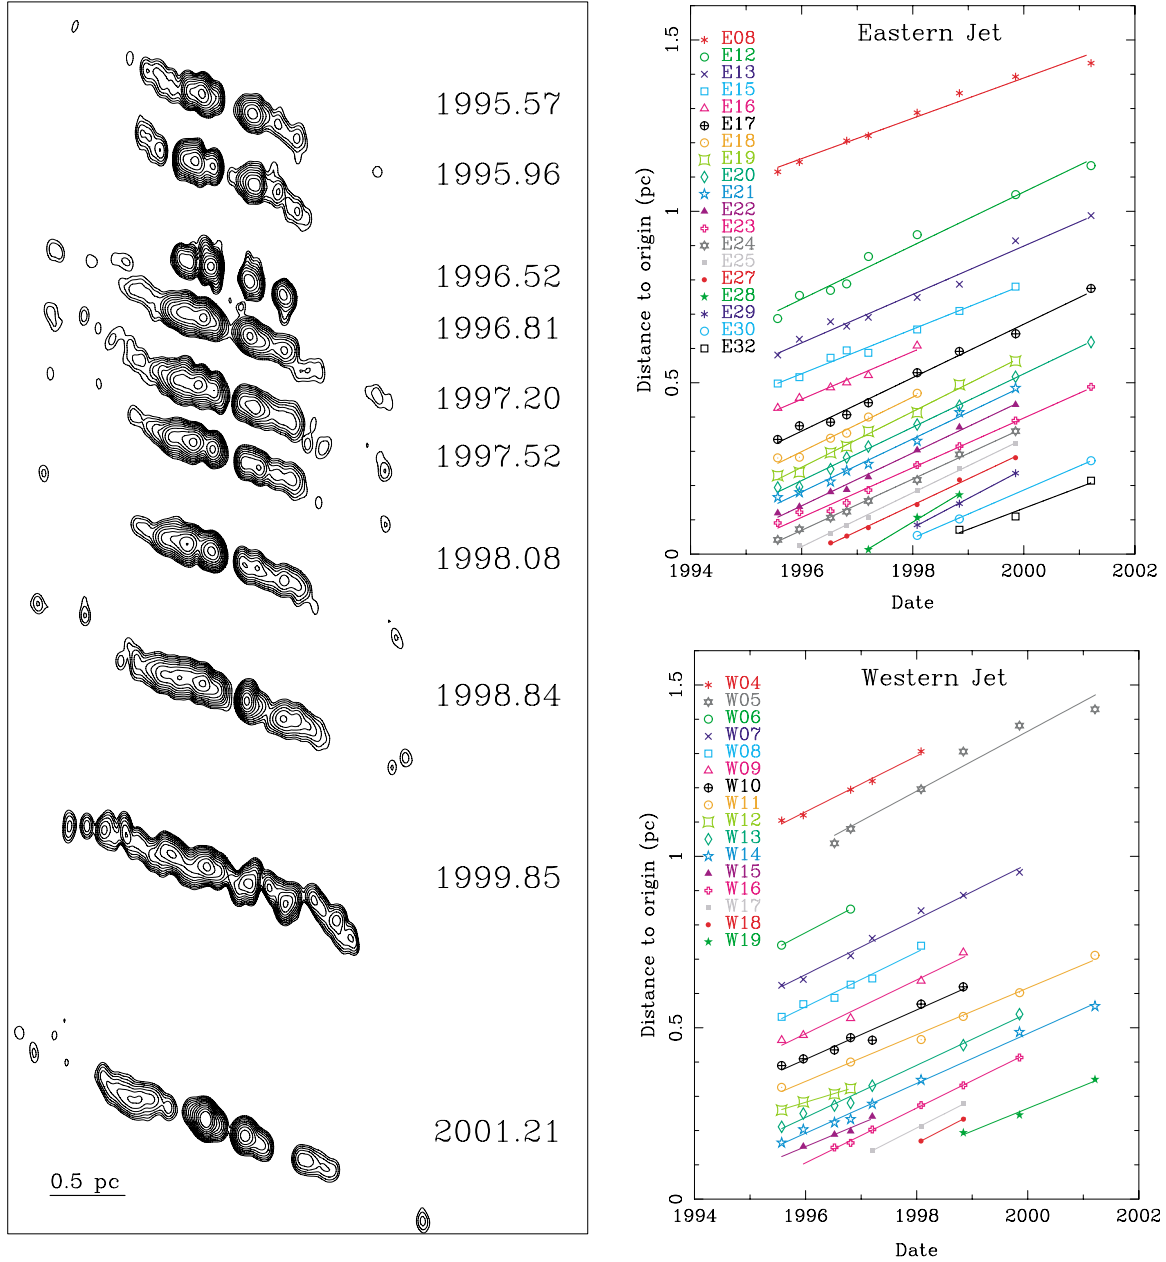 1995.57
1995.96
1996.52
1996.81
1997.20
1997.52
1998.08
1998.84
1999.85
2001.21
0.5 pc
Eastern Jet
E08
E12
E13
E15
E16
E17
E18
E19
E20
E21
E22
E23
E24
E25
E27
E28
E29
E30
E32
Distance to origin (pc)
1.5
1
0.5
0
1994 1996 1998 2000 2002
Date
Western Jet
W04
W05
W06
W07
W08
W09
W10
W11
W12
W13
W14
W15
W16
W17
W18
W19
Distance to origin (pc)
1.5
1
0.5
0
1994 1996 1998 2000 2002
Date